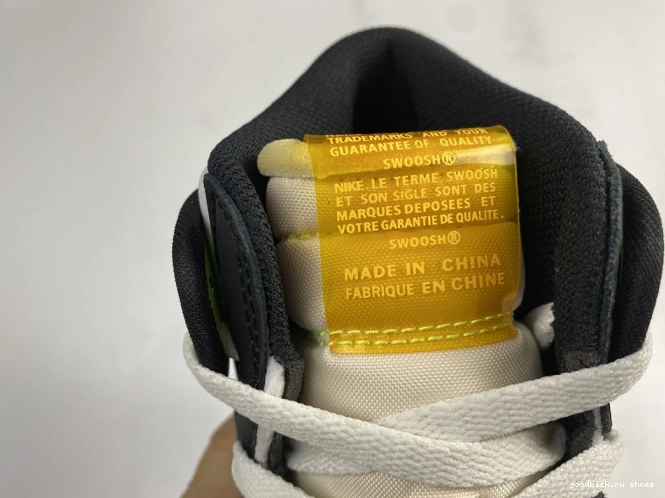 TRADEMARKS AND YOUR
GUARANTEE OF QUALITY
SWOOSH®
NIKE. LE TERME SWOOSH
ET SON SIGLE SONT DES
MARQUES DEPOSEES ET
VOTRE GARANTIE DE QUALITE.
SWOOSH®
MADE IN CHINA
FABRIQUE EN CHINE
goodkick.ru shoes